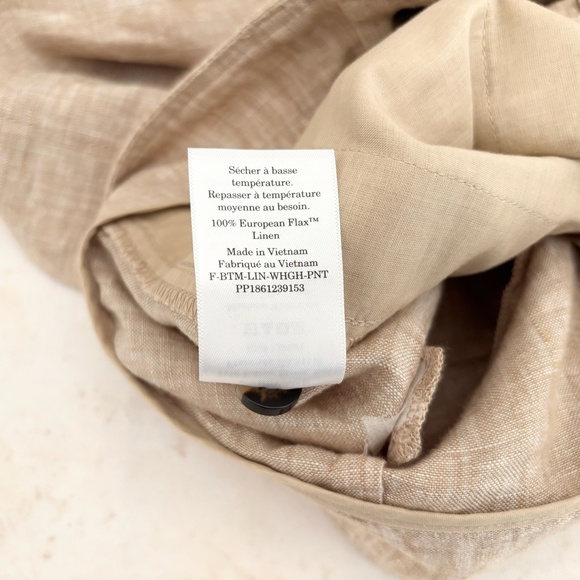 Sécher à basse
température.
Repasser à température
moyenne au besoin.
100% European Flax™
Linen
Made in Vietnam
Fabriqué au Vietnam
F-BTM-LIN-WHGH-PNT
PP1861239153